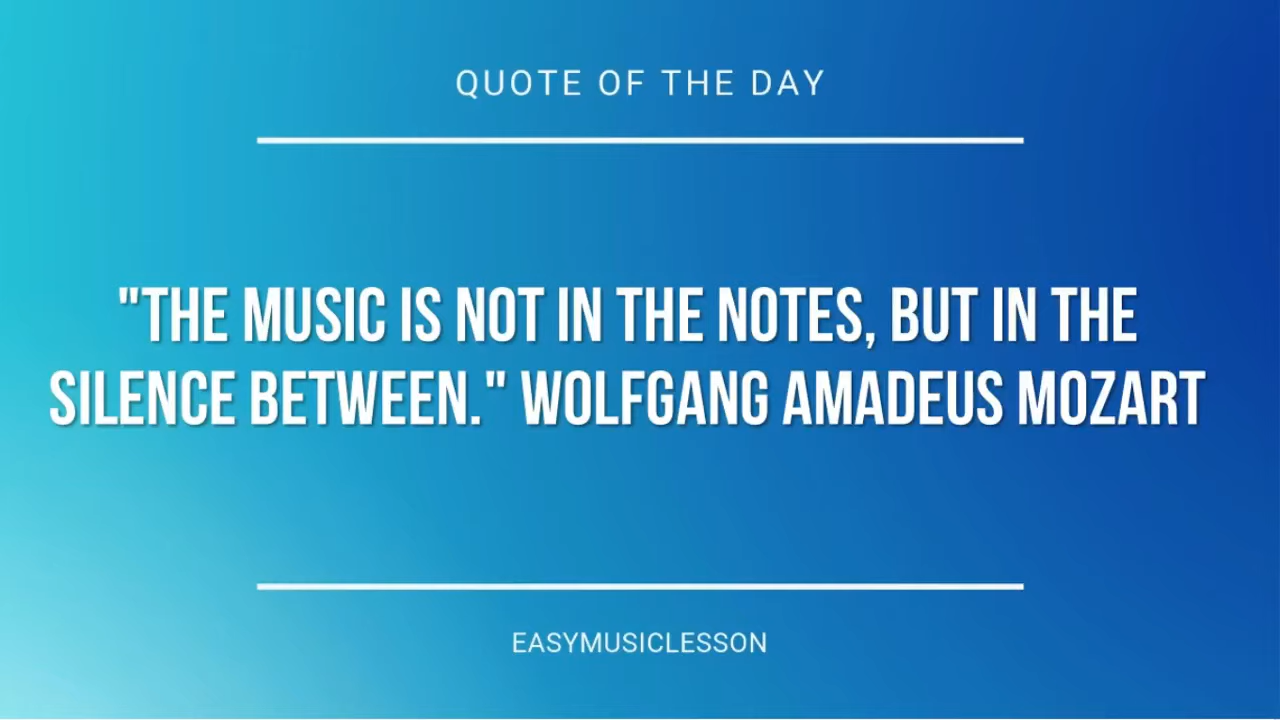 QUOTE OF THE DAY
"THE MUSIC IS NOT IN THE NOTES, BUT IN THE
SILENCE BETWEEN." WOLFGANG AMADEUS MOZART
EASYMUSICLESSON